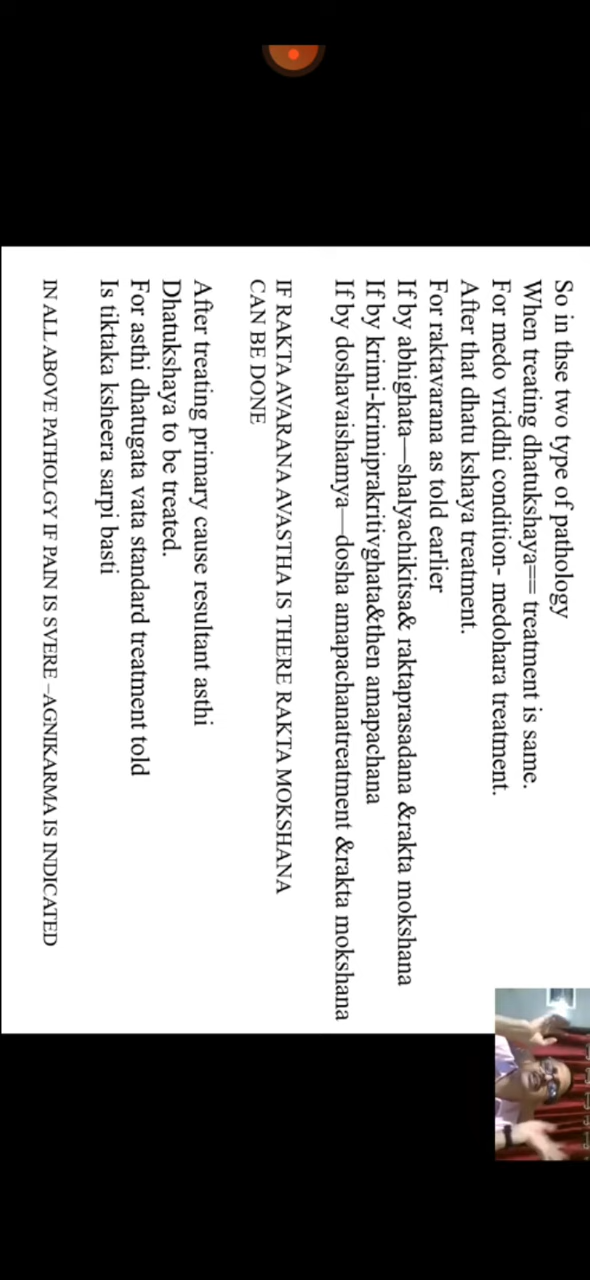 So in thse two type of pathology
When treating dhatukshaya== treatment is same.
For medo vriddhi condition- medohara treatment.
After that dhatu kshaya treatment.
For raktavarana as told earlier
If by abhighata—shalyachikitsa& raktaprasadana &rakta mokshana
If by krimi-krimiprakritivghata&then amapachana
If by doshavaishamya—dosha amapachanatreatment &rakta mokshana
IF RAKTA AVARANA AVASTHA IS THERE RAKTA MOKSHANA
CAN BE DONE
After treating primary cause resultant asthi
Dhatukshaya to be treated.
For asthi dhatugata vata standard treatment told
Is tiktaka ksheera sarpi basti
IN ALL ABOVE PATHOLGY IF PAIN IS SVERE –AGNIKARMA IS INDICATED